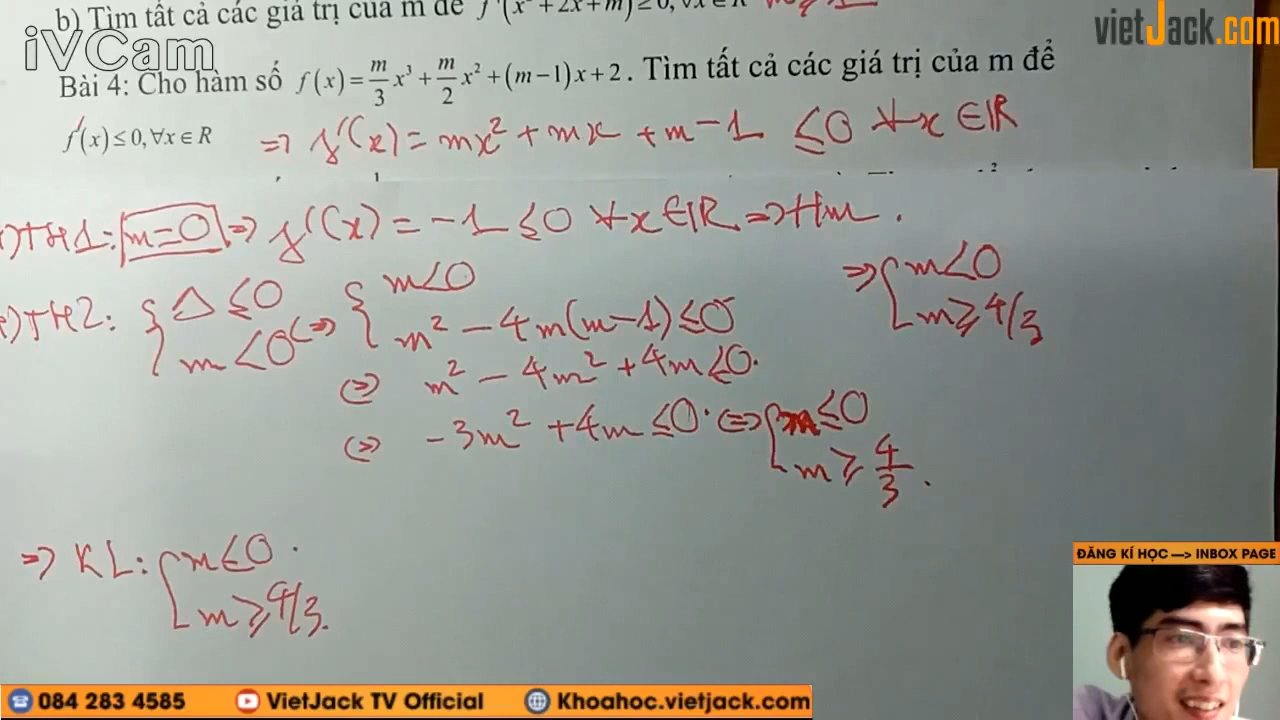 b) Tìm tất cả các giá trị của m để f'(x²+2x+m)≥0, ∀x∈R
iVCam
vietJack.com
Bài 4: Cho hàm số f(x)=m/3 x³+m/2 x²+(m−1)x+2. Tìm tất cả các giá trị của m để
f'(x)≤0,∀x∈R ⇒ f'(x)= mx²+mx+m−1 ≤0 ∀x∈R
TH1: m=0 ⇒ f'(x)=−1≤0 ∀x∈R ⇒ Hm.
TH2: { Δ≤0 m<0 ⇔ { m<0 m²−4m(m−1)≤0 ⇒ [ m<0 m≥4/3
⇔ m²−4m²+4m≤0.
⇔ −3m²+4m≤0. ⇔ [ m≤0 m≥4/3.
⇒ KL: [ m≤0. m≥4/3.
ĐĂNG KÍ HỌC —> INBOX PAGE
084 283 4585 VietJack TV Official Khoahoc.vietjack.com